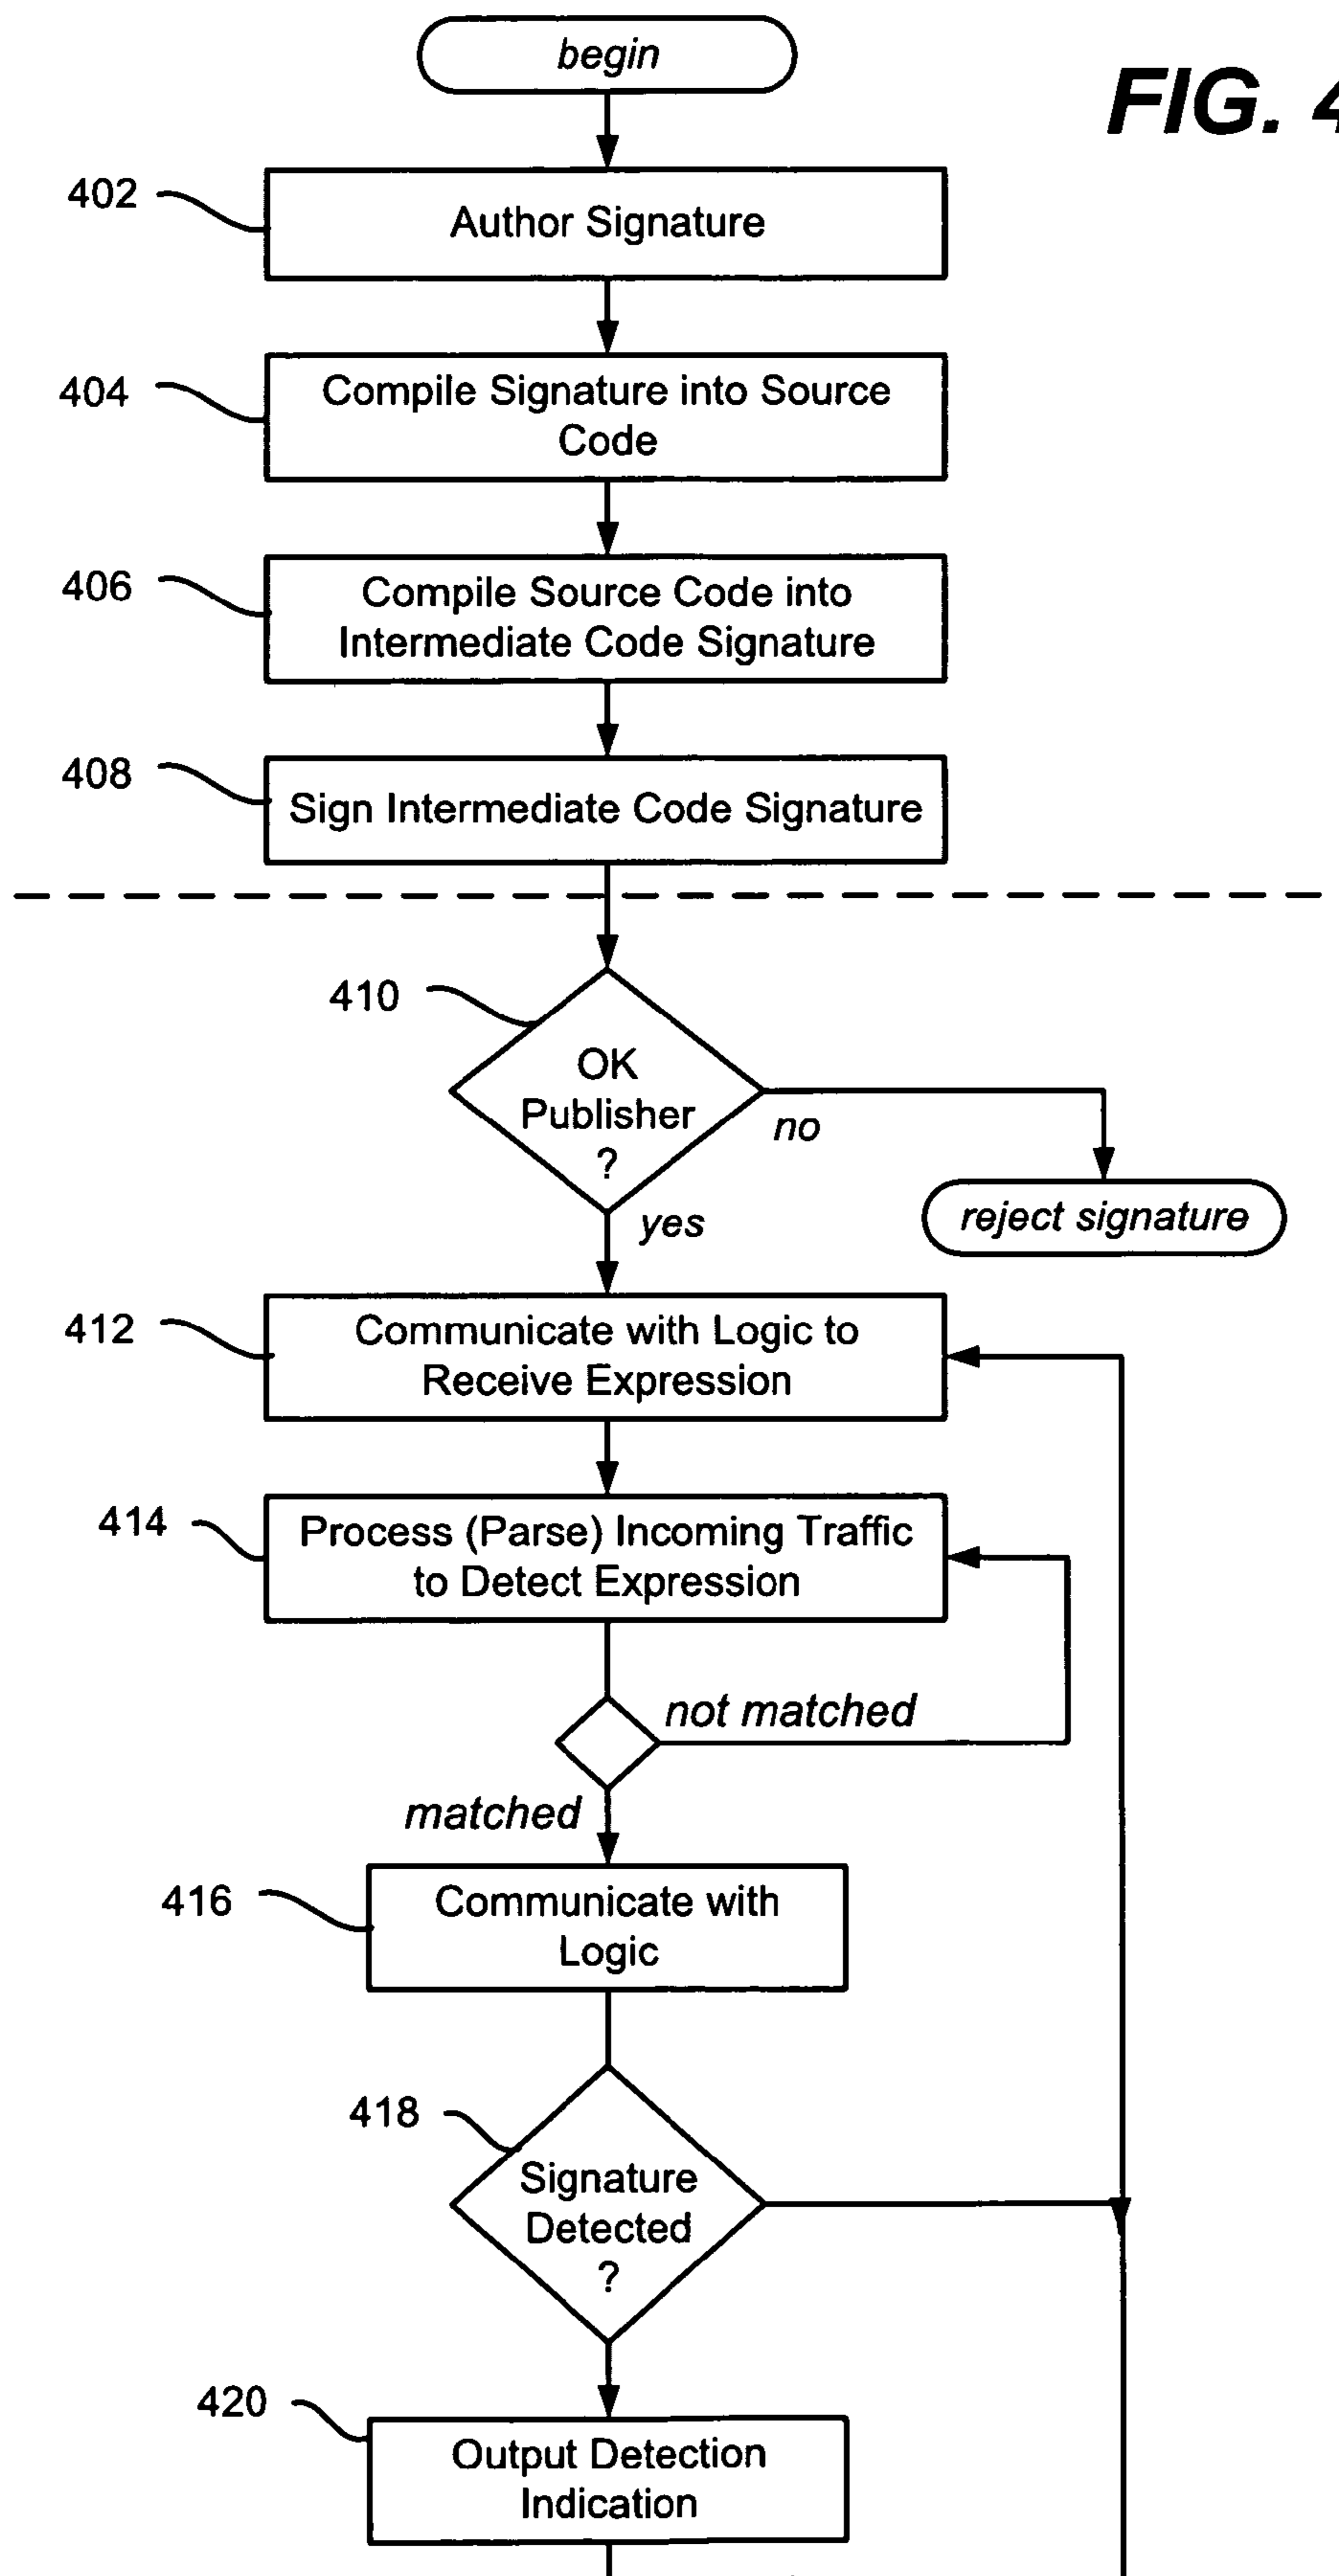 begin
FIG. 4
402
Author Signature
404
Compile Signature into Source
Code
406
Compile Source Code into
Intermediate Code Signature
408
Sign Intermediate Code Signature
410
OK
Publisher
?
no
yes
reject signature
412
Communicate with Logic to
Receive Expression
414
Process (Parse) Incoming Traffic
to Detect Expression
not matched
matched
416
Communicate with
Logic
418
Signature
Detected
?
420
Output Detection
Indication